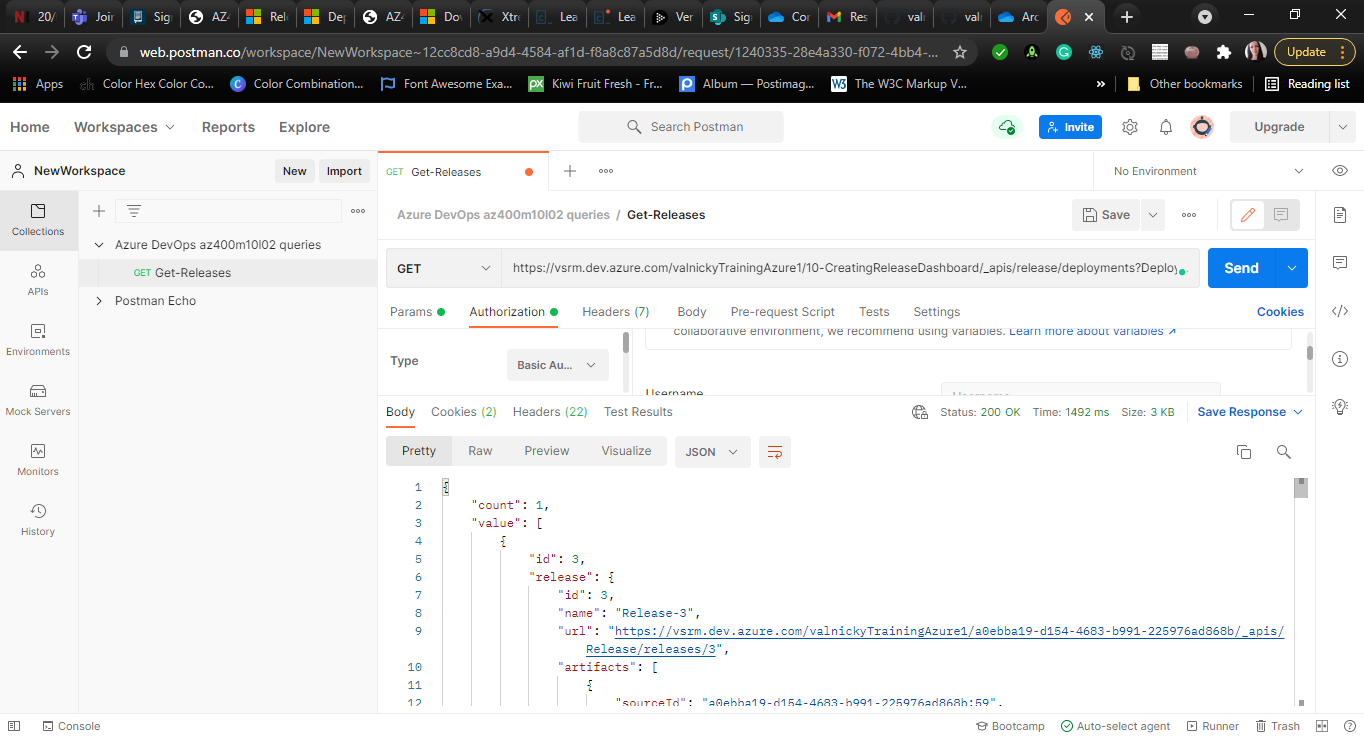 20/ Joir Sig AZ4 Rel Dep AZ4 Do Xtre Lea Lea Ver Sig Cor Res val val Arc
web.postman.co/workspace/NewWorkspace~12cc8cd8-a9d4-4584-af1d-f8a8c87a5d8d/request/1240335-28e4a330-f072-4bb4-... Update
Apps Color Hex Color Co... Color Combination... Font Awesome Exa... Kiwi Fruit Fresh - Fr... Album — Postimag... The W3C Markup V... » Other bookmarks Reading list
Home Workspaces Reports Explore Search Postman Invite Upgrade
NewWorkspace New Import GET Get-Releases No Environment
Collections
APIs
Environments
Mock Servers
Monitors
History
Azure DevOps az400m10l02 queries
GET Get-Releases
Postman Echo
Azure DevOps az400m10l02 queries / Get-Releases Save
GET https://vsrm.dev.azure.com/valnickyTrainingAzure1/10-CreatingReleaseDashboard/_apis/release/deployments?Deploy Send
Params Authorization Headers (7) Body Pre-request Script Tests Settings Cookies
collaborative environment, we recommend using variables. Learn more about variables ↗
Type Basic Au...
Username Username
Body Cookies (2) Headers (22) Test Results Status: 200 OK Time: 1492 ms Size: 3 KB Save Response
Pretty Raw Preview Visualize JSON
1 {
2 "count": 1,
3 "value": [
4 {
5 "id": 3,
6 "release": {
7 "id": 3,
8 "name": "Release-3",
9 "url": "https://vsrm.dev.azure.com/valnickyTrainingAzure1/a0ebba19-d154-4683-b991-225976ad868b/_apis/
Release/releases/3",
10 "artifacts": [
11 {
12 "sourceId": "a0ebba19-d154-4683-b991-225976ad868b:59",
Console Bootcamp Auto-select agent Runner Trash